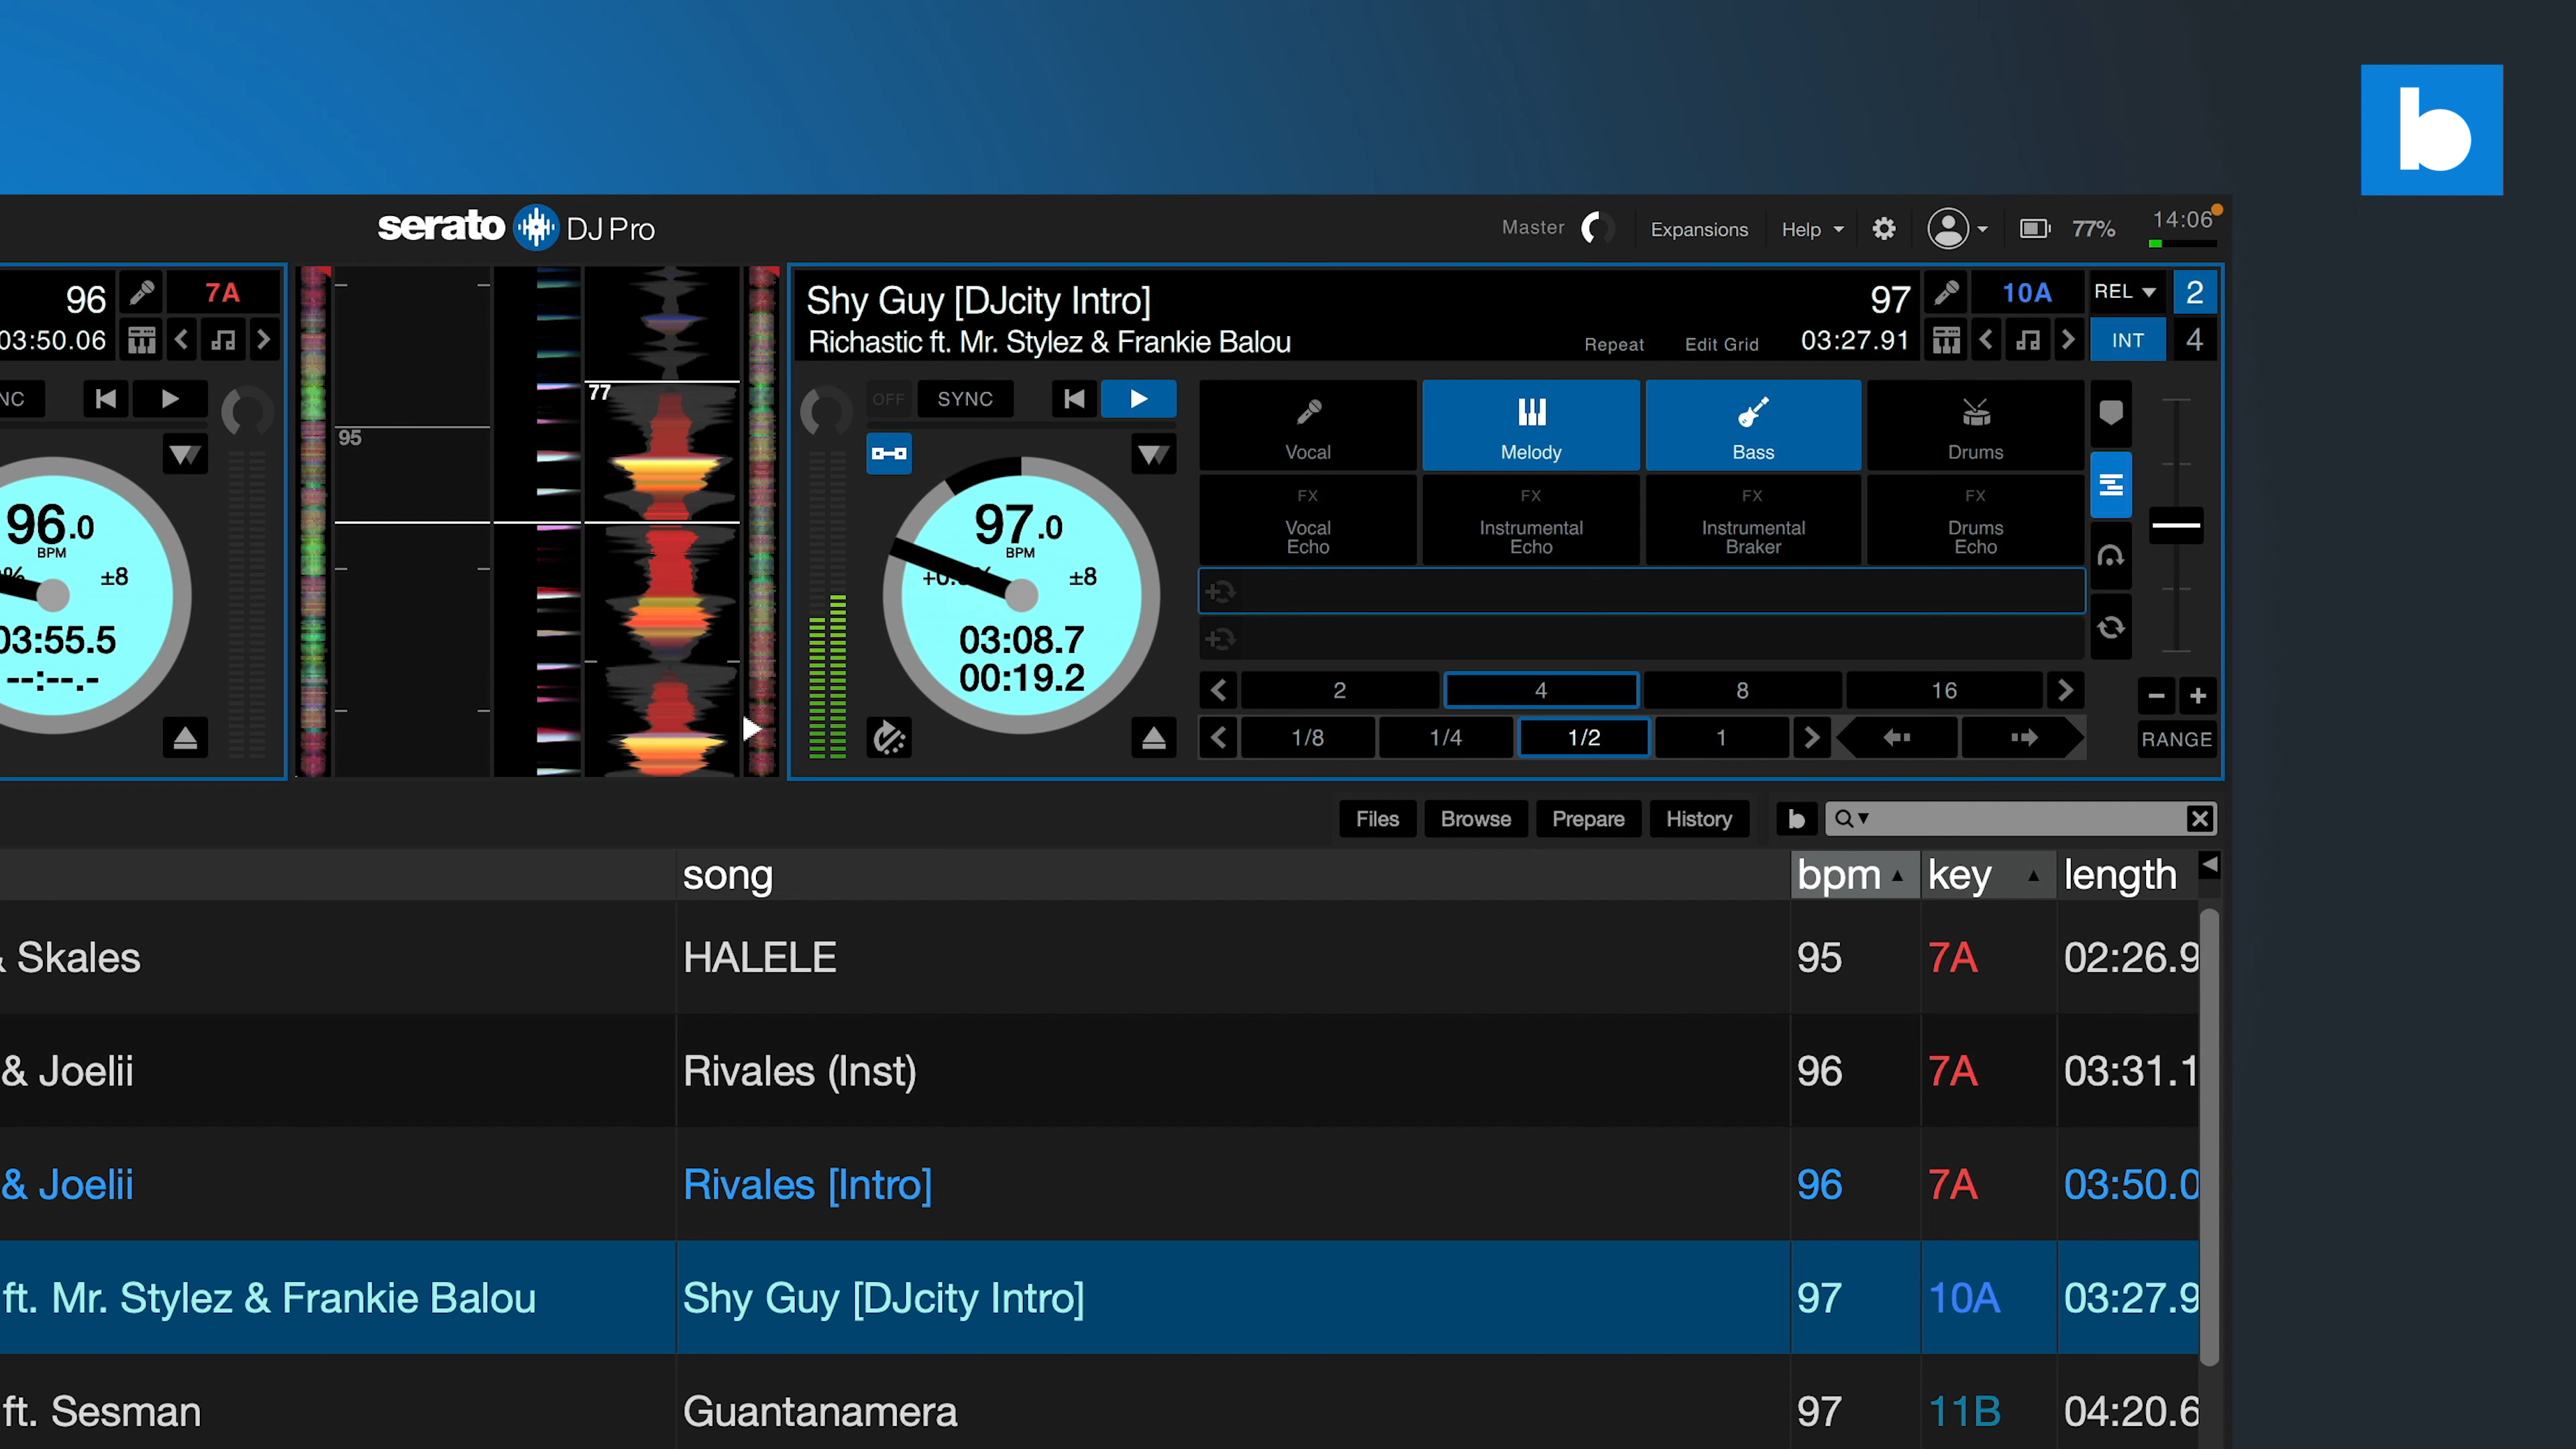 b
serato DJ Pro
Master Expansions Help 77% 14:06
96 7A
03:50.06
Shy Guy [DJcity Intro] 97 10A REL 2
Richastic ft. Mr. Stylez & Frankie Balou Repeat Edit Grid 03:27.91 INT 4
NC
OFF SYNC
77
95
Vocal Melody Bass Drums
FX FX FX FX
Vocal Echo
Instrumental Echo
Instrumental Braker
Drums Echo
96.0
BPM
±8
03:55.5
--:--.-
97.0
BPM
±8
03:08.7
00:19.2
2 4 8 16
1/8 1/4 1/2 1
RANGE
Files Browse Prepare History b
song bpm key length
& Skales HALELE 95 7A 02:26.9
& Joelii Rivales (Inst) 96 7A 03:31.1
& Joelii Rivales [Intro] 96 7A 03:50.0
ft. Mr. Stylez & Frankie Balou Shy Guy [DJcity Intro] 97 10A 03:27.9
ft. Sesman Guantanamera 97 11B 04:20.6